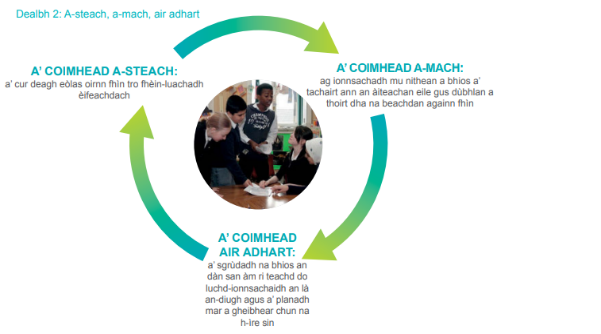 Dealbh 2: A-steach, a-mach, air adhart
A' COIMHEAD A-STEACH:
a' cur deagh eòlas oirnn fhìn tro fhèin-luachadh
èifeachdach
A' COIMHEAD A-MACH:
ag ionnsachadh mu nithean a bhios a'
tachairt ann an àiteachan eile gus dùbhlan a
thoirt dha na beachdan againn fhìn
A' COIMHEAD
AIR ADHART:
a' sgrùdadh na bhios an
dàn san àm ri teachd do
luchd-ionnsachaidh an là
an-diugh agus a' planadh
mar a gheibhear chun na
h-ìre sin